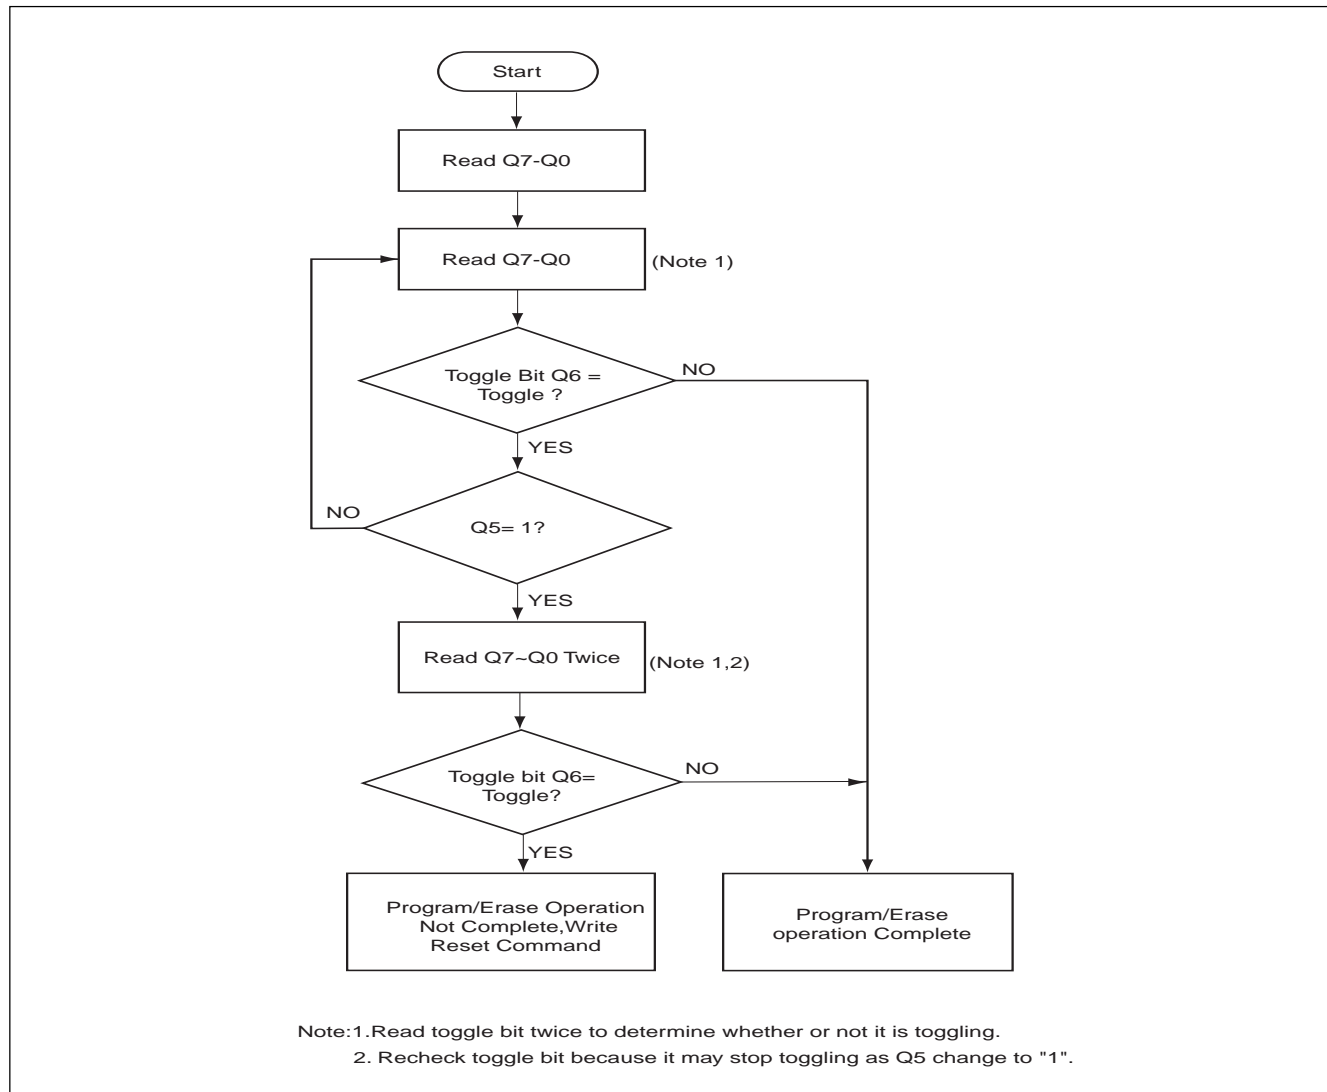 Start
Read Q7-Q0
Read Q7-Q0
(Note 1)
Toggle Bit Q6 =
Toggle ?
NO
YES
Q5= 1?
NO
YES
Read Q7~Q0 Twice
(Note 1,2)
Toggle bit Q6=
Toggle?
NO
YES
Program/Erase Operation
Not Complete,Write
Reset Command
Program/Erase
operation Complete
Note:1.Read toggle bit twice to determine whether or not it is toggling.
2. Recheck toggle bit because it may stop toggling as Q5 change to "1".